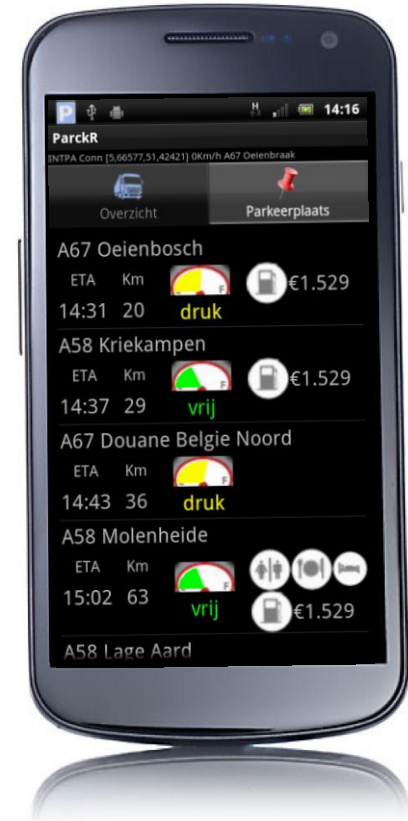 P H 14:16
ParckR
INTPA Conn [5,66577,51,42421] 0Km/h A67 Oeienbraak
Overzicht Parkeerplaats
A67 Oeienbosch
ETA Km F €1.529
14:31 20 druk
A58 Kriekampen
ETA Km F €1.529
14:37 29 vrij
A67 Douane Belgie Noord
ETA Km F
14:43 36 druk
A58 Molenheide
ETA Km F
15:02 63 vrij €1.529
A58 Lage Aard